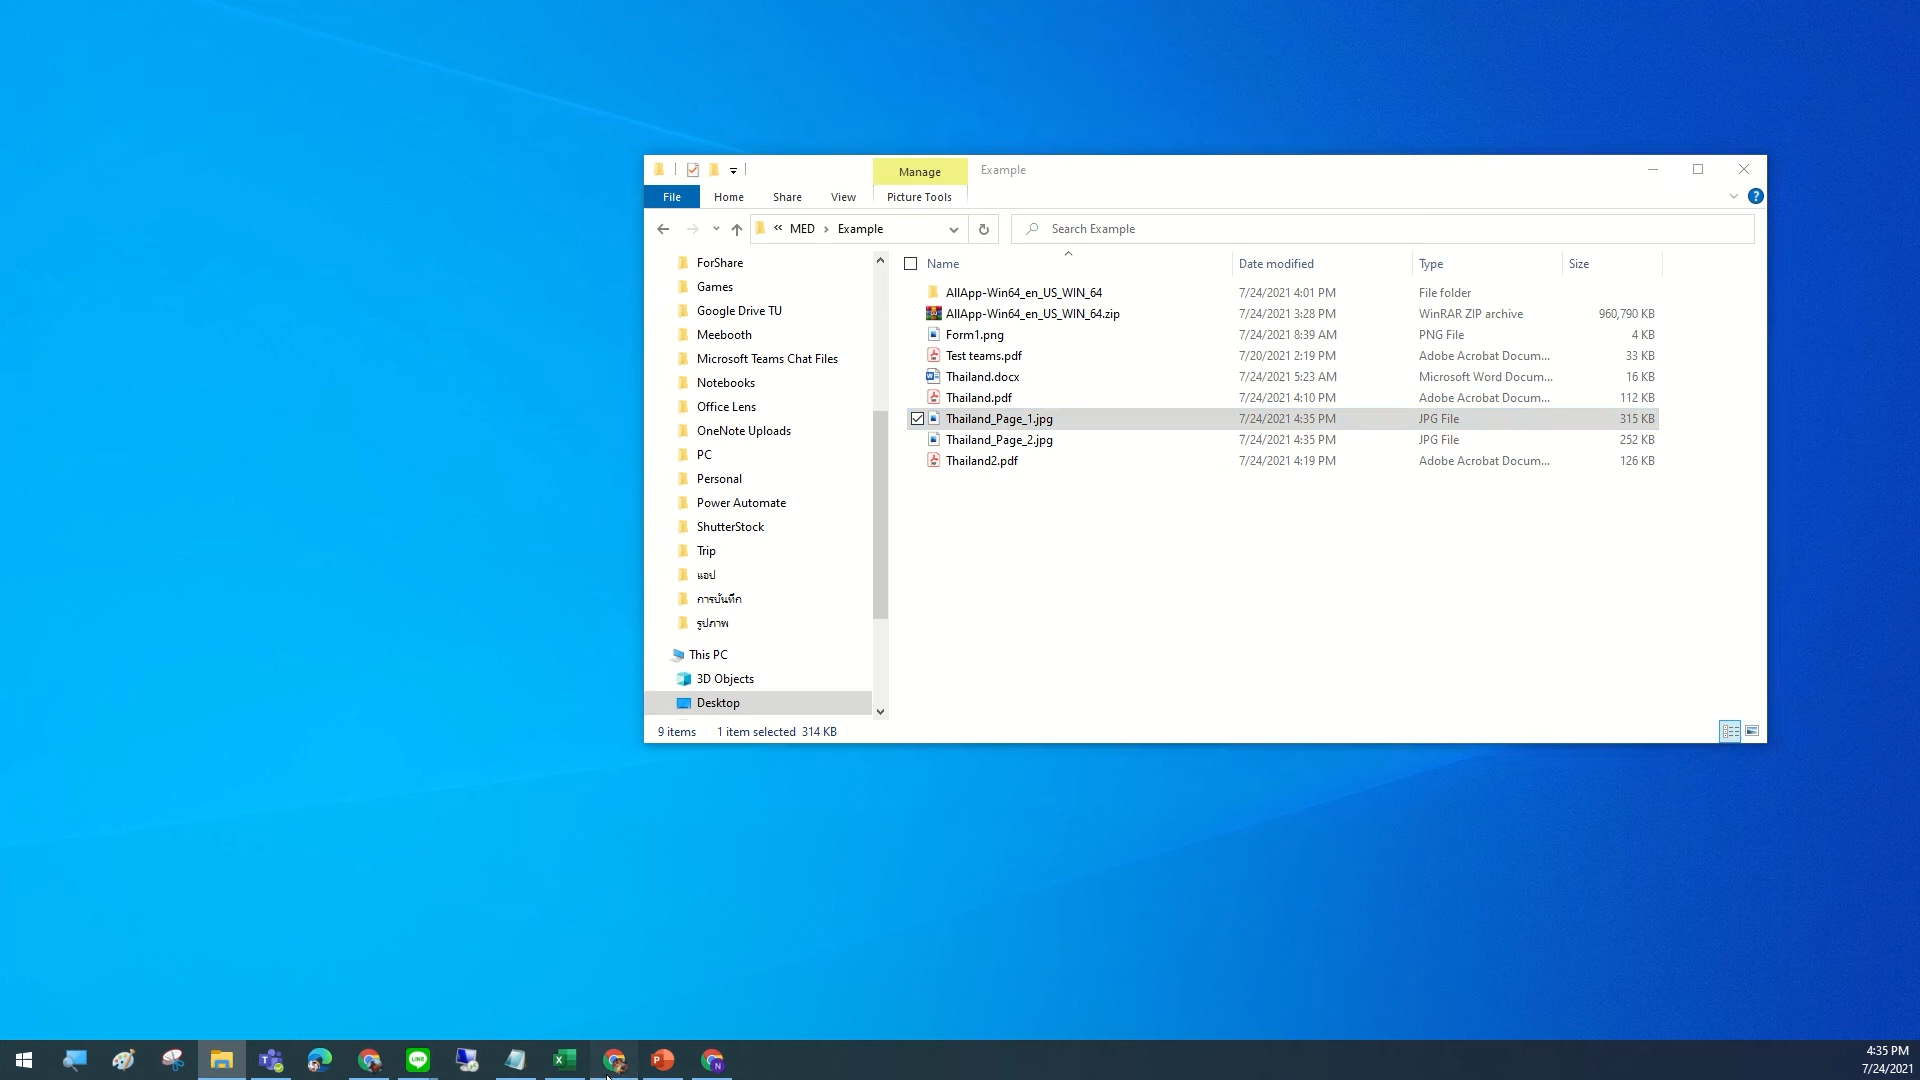 Manage
Example
File
Home
Share
View
Picture Tools
« MED › Example
Search Example
ForShare
Games
Google Drive TU
Meebooth
Microsoft Teams Chat Files
Notebooks
Office Lens
OneNote Uploads
PC
Personal
Power Automate
ShutterStock
Trip
แอป
การบันทึก
รูปภาพ
This PC
3D Objects
Desktop
Name Date modified Type Size
AllApp-Win64_en_US_WIN_64 7/24/2021 4:01 PM File folder
AllApp-Win64_en_US_WIN_64.zip 7/24/2021 3:28 PM WinRAR ZIP archive 960,790 KB
Form1.png 7/24/2021 8:39 AM PNG File 4 KB
Test teams.pdf 7/20/2021 2:19 PM Adobe Acrobat Docum... 33 KB
Thailand.docx 7/24/2021 5:23 AM Microsoft Word Docum... 16 KB
Thailand.pdf 7/24/2021 4:10 PM Adobe Acrobat Docum... 112 KB
Thailand_Page_1.jpg 7/24/2021 4:35 PM JPG File 315 KB
Thailand_Page_2.jpg 7/24/2021 4:35 PM JPG File 252 KB
Thailand2.pdf 7/24/2021 4:19 PM Adobe Acrobat Docum... 126 KB
9 items 1 item selected 314 KB
4:35 PM
7/24/2021